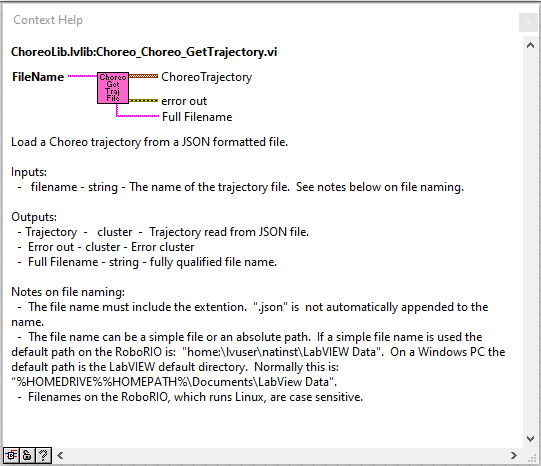 Context Help
ChoreoLib.lvlib:Choreo_Choreo_GetTrajectory.vi
FileName
Choreo
Get
Traj
File
ChoreoTrajectory
error out
Full Filename
Load a Choreo trajectory from a JSON formatted file.
Inputs:
-  filename - string - The name of the trajectory file.  See notes below on file naming.
Outputs:
- Trajectory  -  cluster  -  Trajectory read from JSON file.
-  Error out - cluster - Error cluster
-  Full Filename - string - fully qualified file name.
Notes on file naming:
-  The file name must include the extention.  ".json" is  not automatically appended to the
name.
-  The file name can be a simple file or an absolute path.  If a simple file name is used the
default path on the RoboRIO is:  "home:\lvuser\natinst\LabVIEW Data".  On a Windows PC the
default path is the LabVIEW default directory.  Normally this is:
"%HOMEDRIVE%%HOMEPATH%\Documents\LabView Data".
-  Filenames on the RoboRIO, which runs Linux, are case sensitive.
?